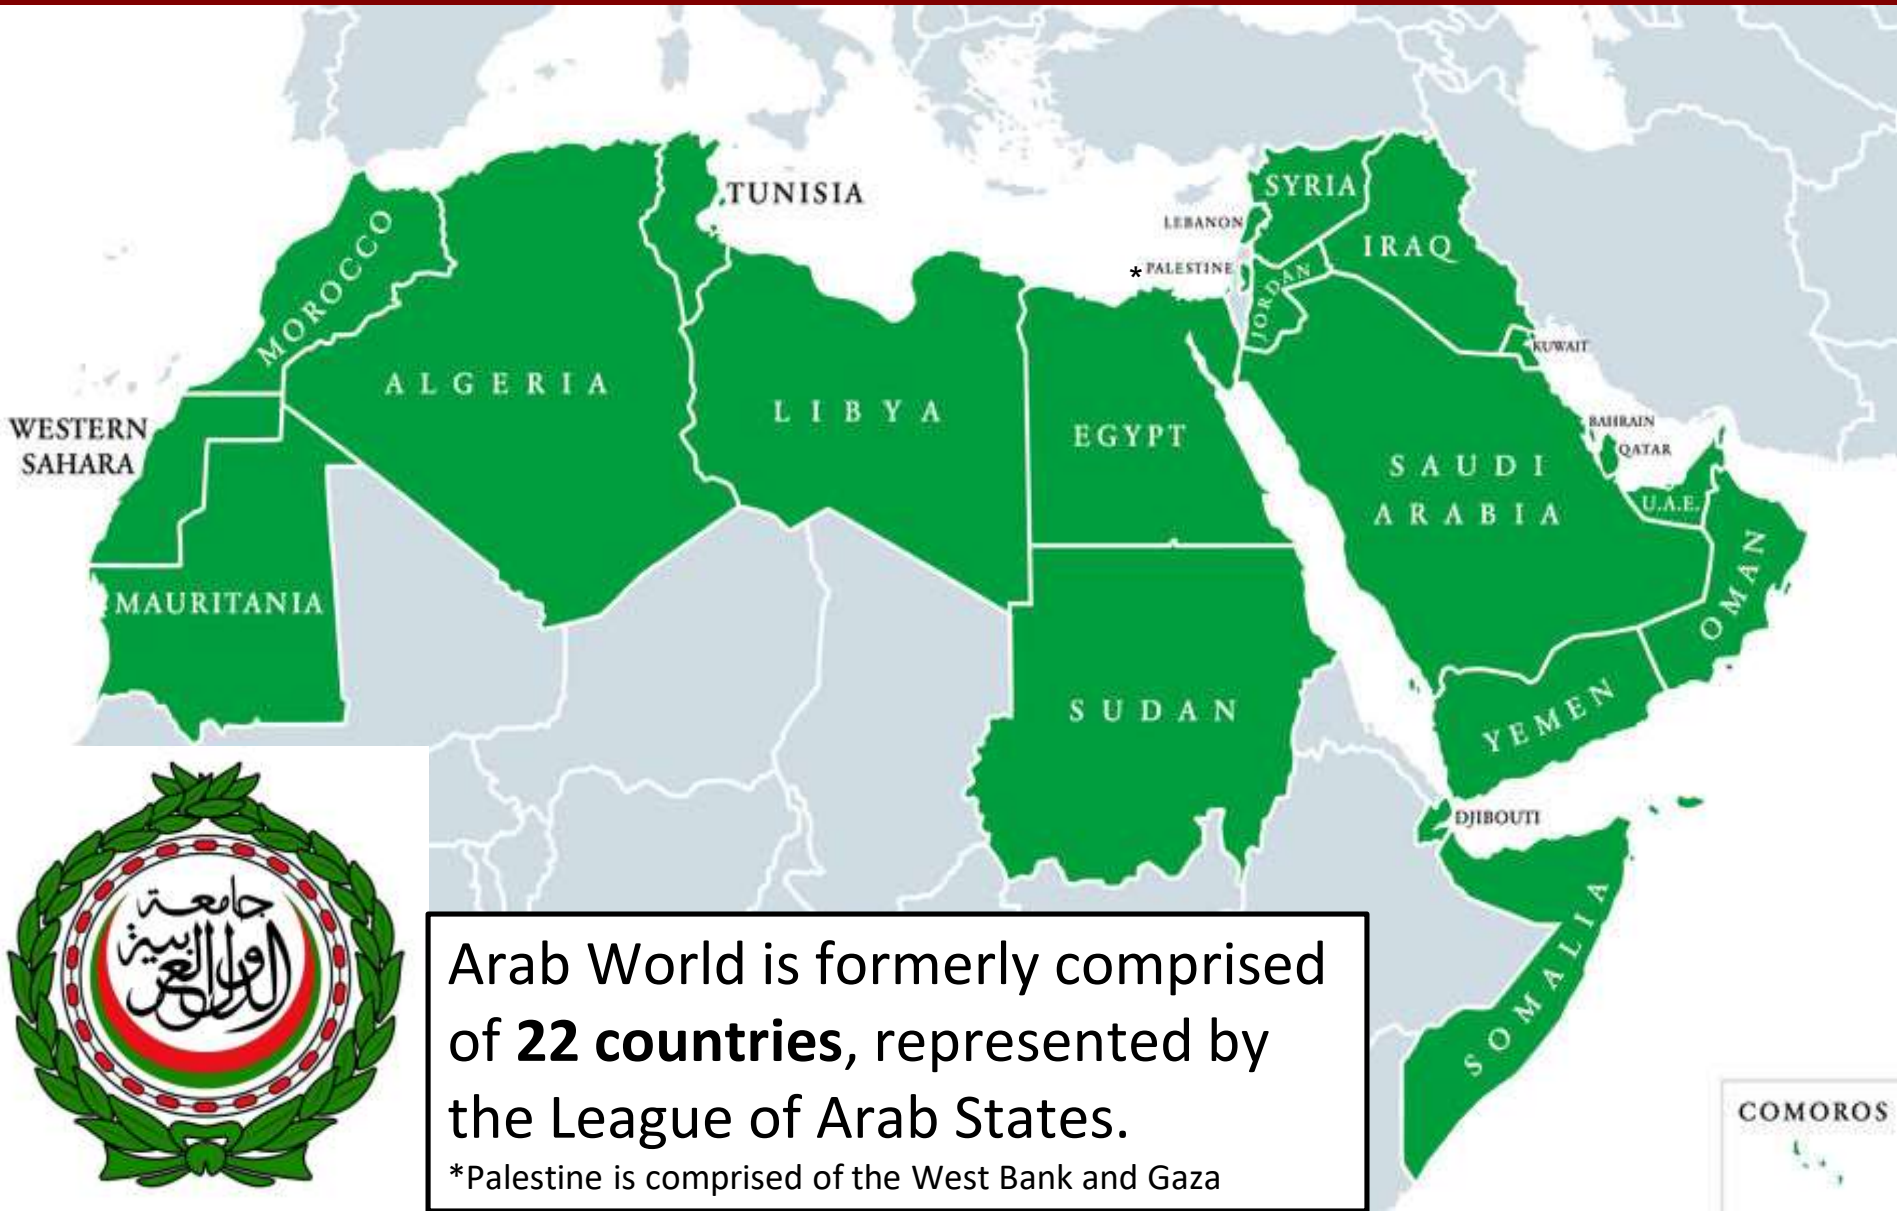 TUNISIA
SYRIA
LEBANON
IRAQ
*PALESTINE
JORDAN
MOROCCO
KUWAIT
ALGERIA
LIBYA
EGYPT
BAHRAIN
QATAR
WESTERN
SAHARA
SAUDI
ARABIA
U.A.E.
OMAN
MAURITANIA
SUDAN
YEMEN
DJIBOUTI
SOMALIA
جامعة
الدول العربية
Arab World is formerly comprised
of 22 countries, represented by
the League of Arab States.
*Palestine is comprised of the West Bank and Gaza
COMOROS